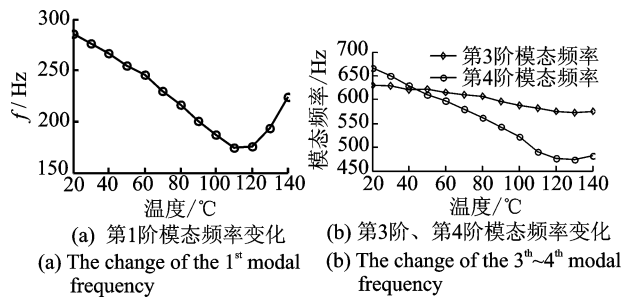 300
250
200
150
f/Hz
20 40 60 80 100 120 140
温度/℃
(a) 第1阶模态频率变化
(a) The change of the 1st modal
frequency
700
650
600
550
500
450
模态频率/Hz
第3阶模态频率
第4阶模态频率
20 40 60 80 100 120 140
温度/℃
(b) 第3阶、第4阶模态频率变化
(b) The change of the 3th~4th modal
frequency